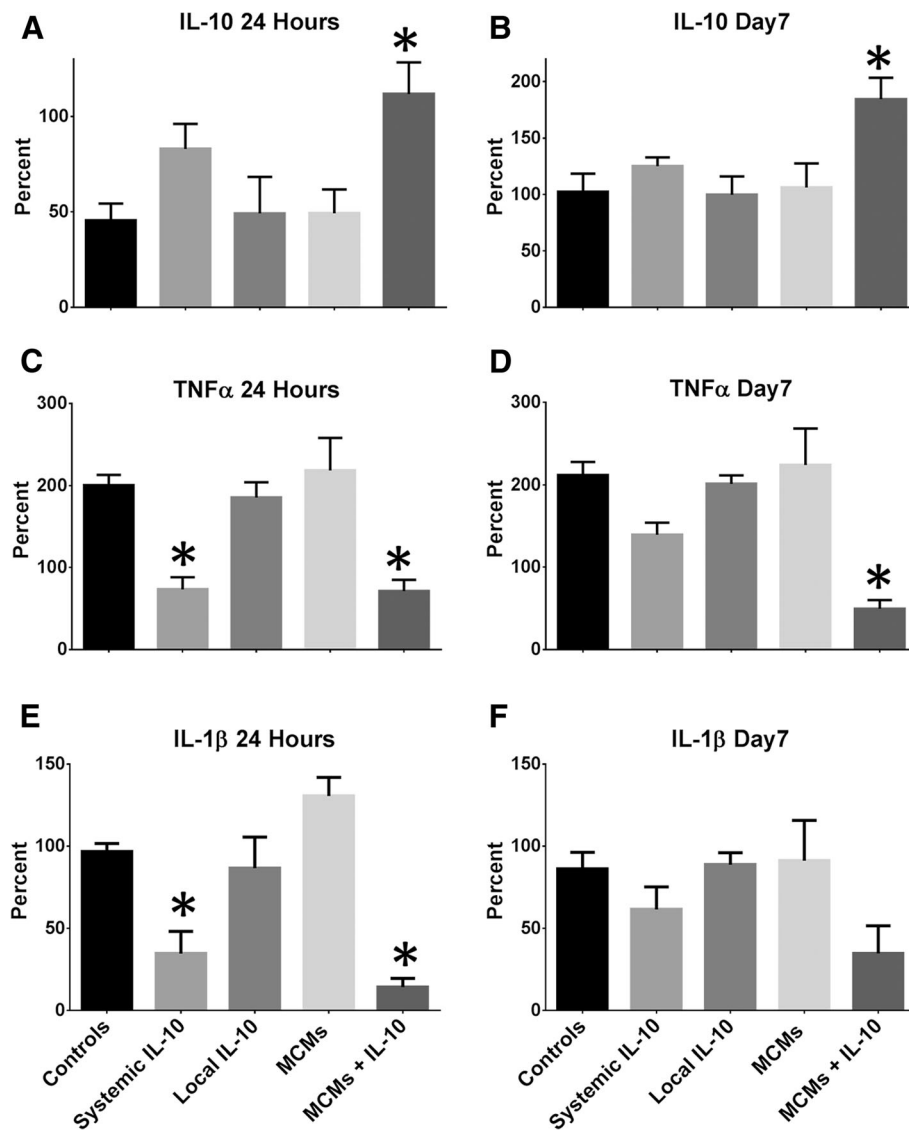 A
IL-10 24 Hours
*
Percent
100
50
0
B
IL-10 Day7
*
Percent
200
150
100
50
0
C
TNFα 24 Hours
Percent
300
200
100
0
*
*
D
TNFα Day7
Percent
300
200
100
0
*
E
IL-1β 24 Hours
Percent
150
100
50
0
*
*
Controls
Systemic IL-10
Local IL-10
MCMs
MCMs + IL-10
F
IL-1β Day7
Percent
150
100
50
0
Controls
Systemic IL-10
Local IL-10
MCMs
MCMs + IL-10